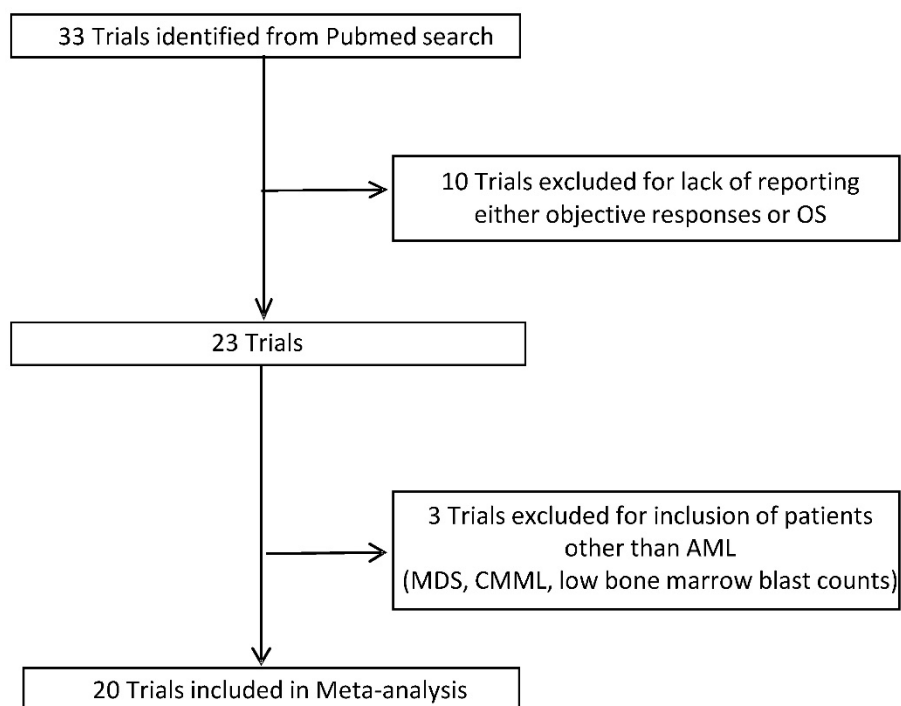 33 Trials identified from Pubmed search
10 Trials excluded for lack of reporting
either objective responses or OS
23 Trials
3 Trials excluded for inclusion of patients
other than AML
(MDS, CMML, low bone marrow blast counts)
20 Trials included in Meta-analysis